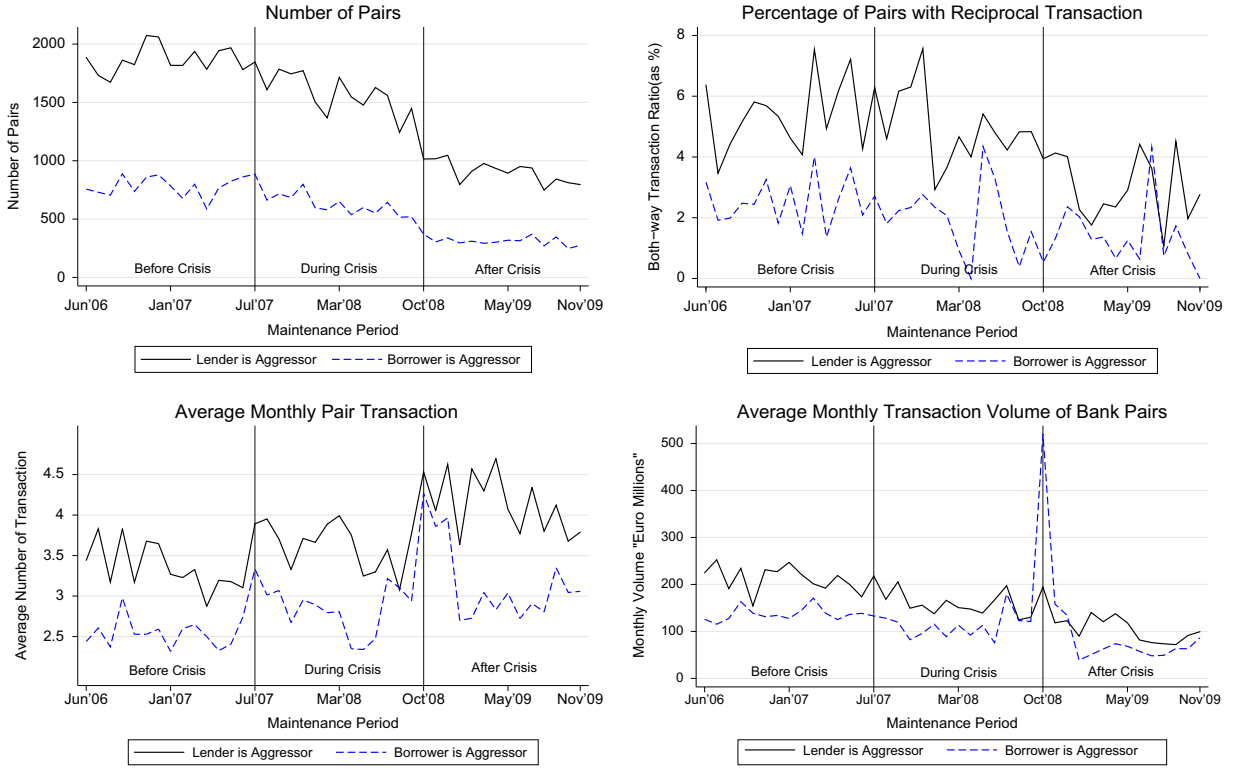 Number of Pairs
Number of Pairs
2000
1500
1000
500
0
Before Crisis
During Crisis
After Crisis
Jun'06
Jan'07
Jul'07
Mar'08
Oct'08
May'09
Nov'09
Maintenance Period
Lender is Aggressor
Borrower is Aggressor
Percentage of Pairs with Reciprocal Transaction
Both-way Transaction Ratio(as %)
8
6
4
2
0
Before Crisis
During Crisis
After Crisis
Jun'06
Jan'07
Jul'07
Mar'08
Oct'08
May'09
Nov'09
Maintenance Period
Lender is Aggressor
Borrower is Aggressor
Average Monthly Pair Transaction
Average Number of Transaction
4.5
4
3.5
3
2.5
Before Crisis
During Crisis
After Crisis
Jun'06
Jan'07
Jul'07
Mar'08
Oct'08
May'09
Nov'09
Maintenance Period
Lender is Aggressor
Borrower is Aggressor
Average Monthly Transaction Volume of Bank Pairs
Monthly Volume "Euro Millions"
500
400
300
200
100
0
Before Crisis
During Crisis
After Crisis
Jun'06
Jan'07
Jul'07
Mar'08
Oct'08
May'09
Nov'09
Maintenance Period
Lender is Aggressor
Borrower is Aggressor